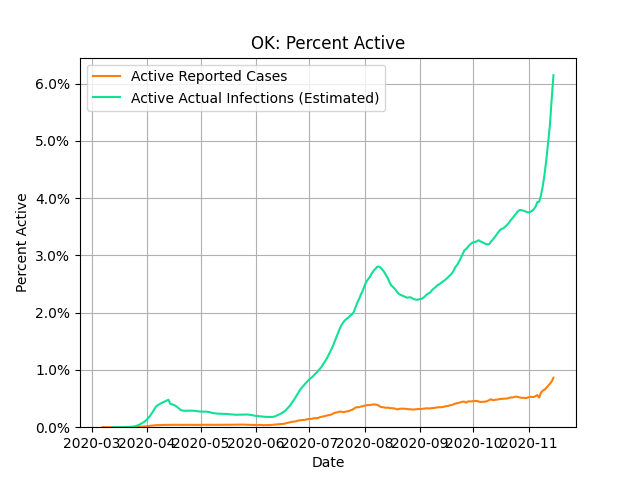 OK: Percent Active
Active Reported Cases
Active Actual Infections (Estimated)
6.0%
5.0%
4.0%
3.0%
2.0%
1.0%
0.0%
Percent Active
2020-03 2020-04 2020-05 2020-06 2020-07 2020-08 2020-09 2020-10 2020-11
Date